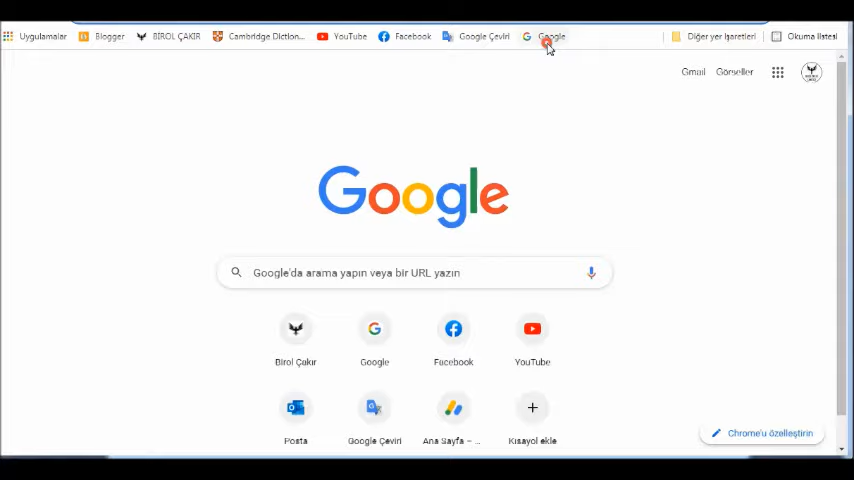 Uygulamalar Blogger BİROL ÇAKIR Cambridge Diction... YouTube Facebook Google Çeviri Google Diğer yer işaretleri Okuma listesi
Gmail Görseller
Google
Google'da arama yapın veya bir URL yazın
Birol Çakır Google Facebook YouTube
Posta Google Çeviri Ana Sayfa – ... Kısayol ekle
Chrome'u özelleştirin